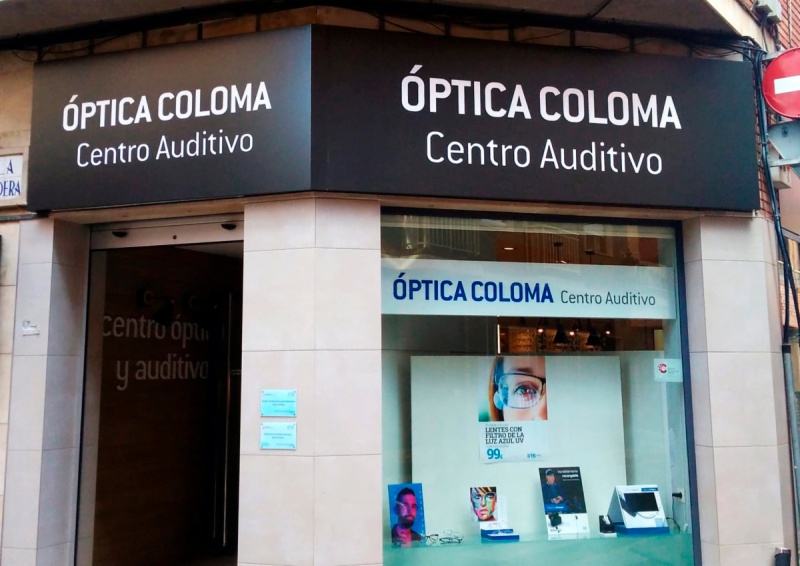 ÓPTICA COLOMA
Centro Auditivo
ÓPTICA COLOMA
Centro Auditivo
ÓPTICA COLOMA Centro Auditivo
centro
y auditivo
LENTES CON
FILTRO DE LA
LUZ AZUL UV
99€